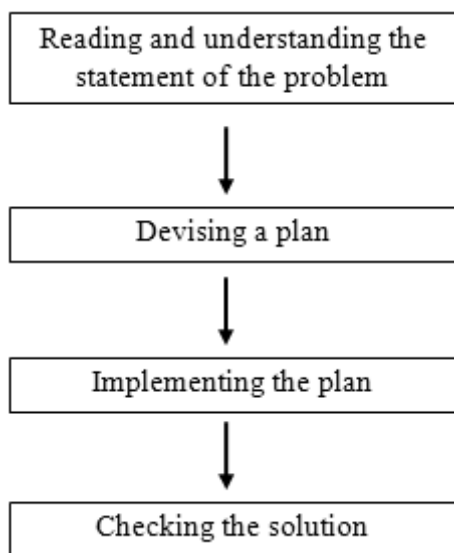 Reading and understanding the
statement of the problem
Devising a plan
Implementing the plan
Checking the solution